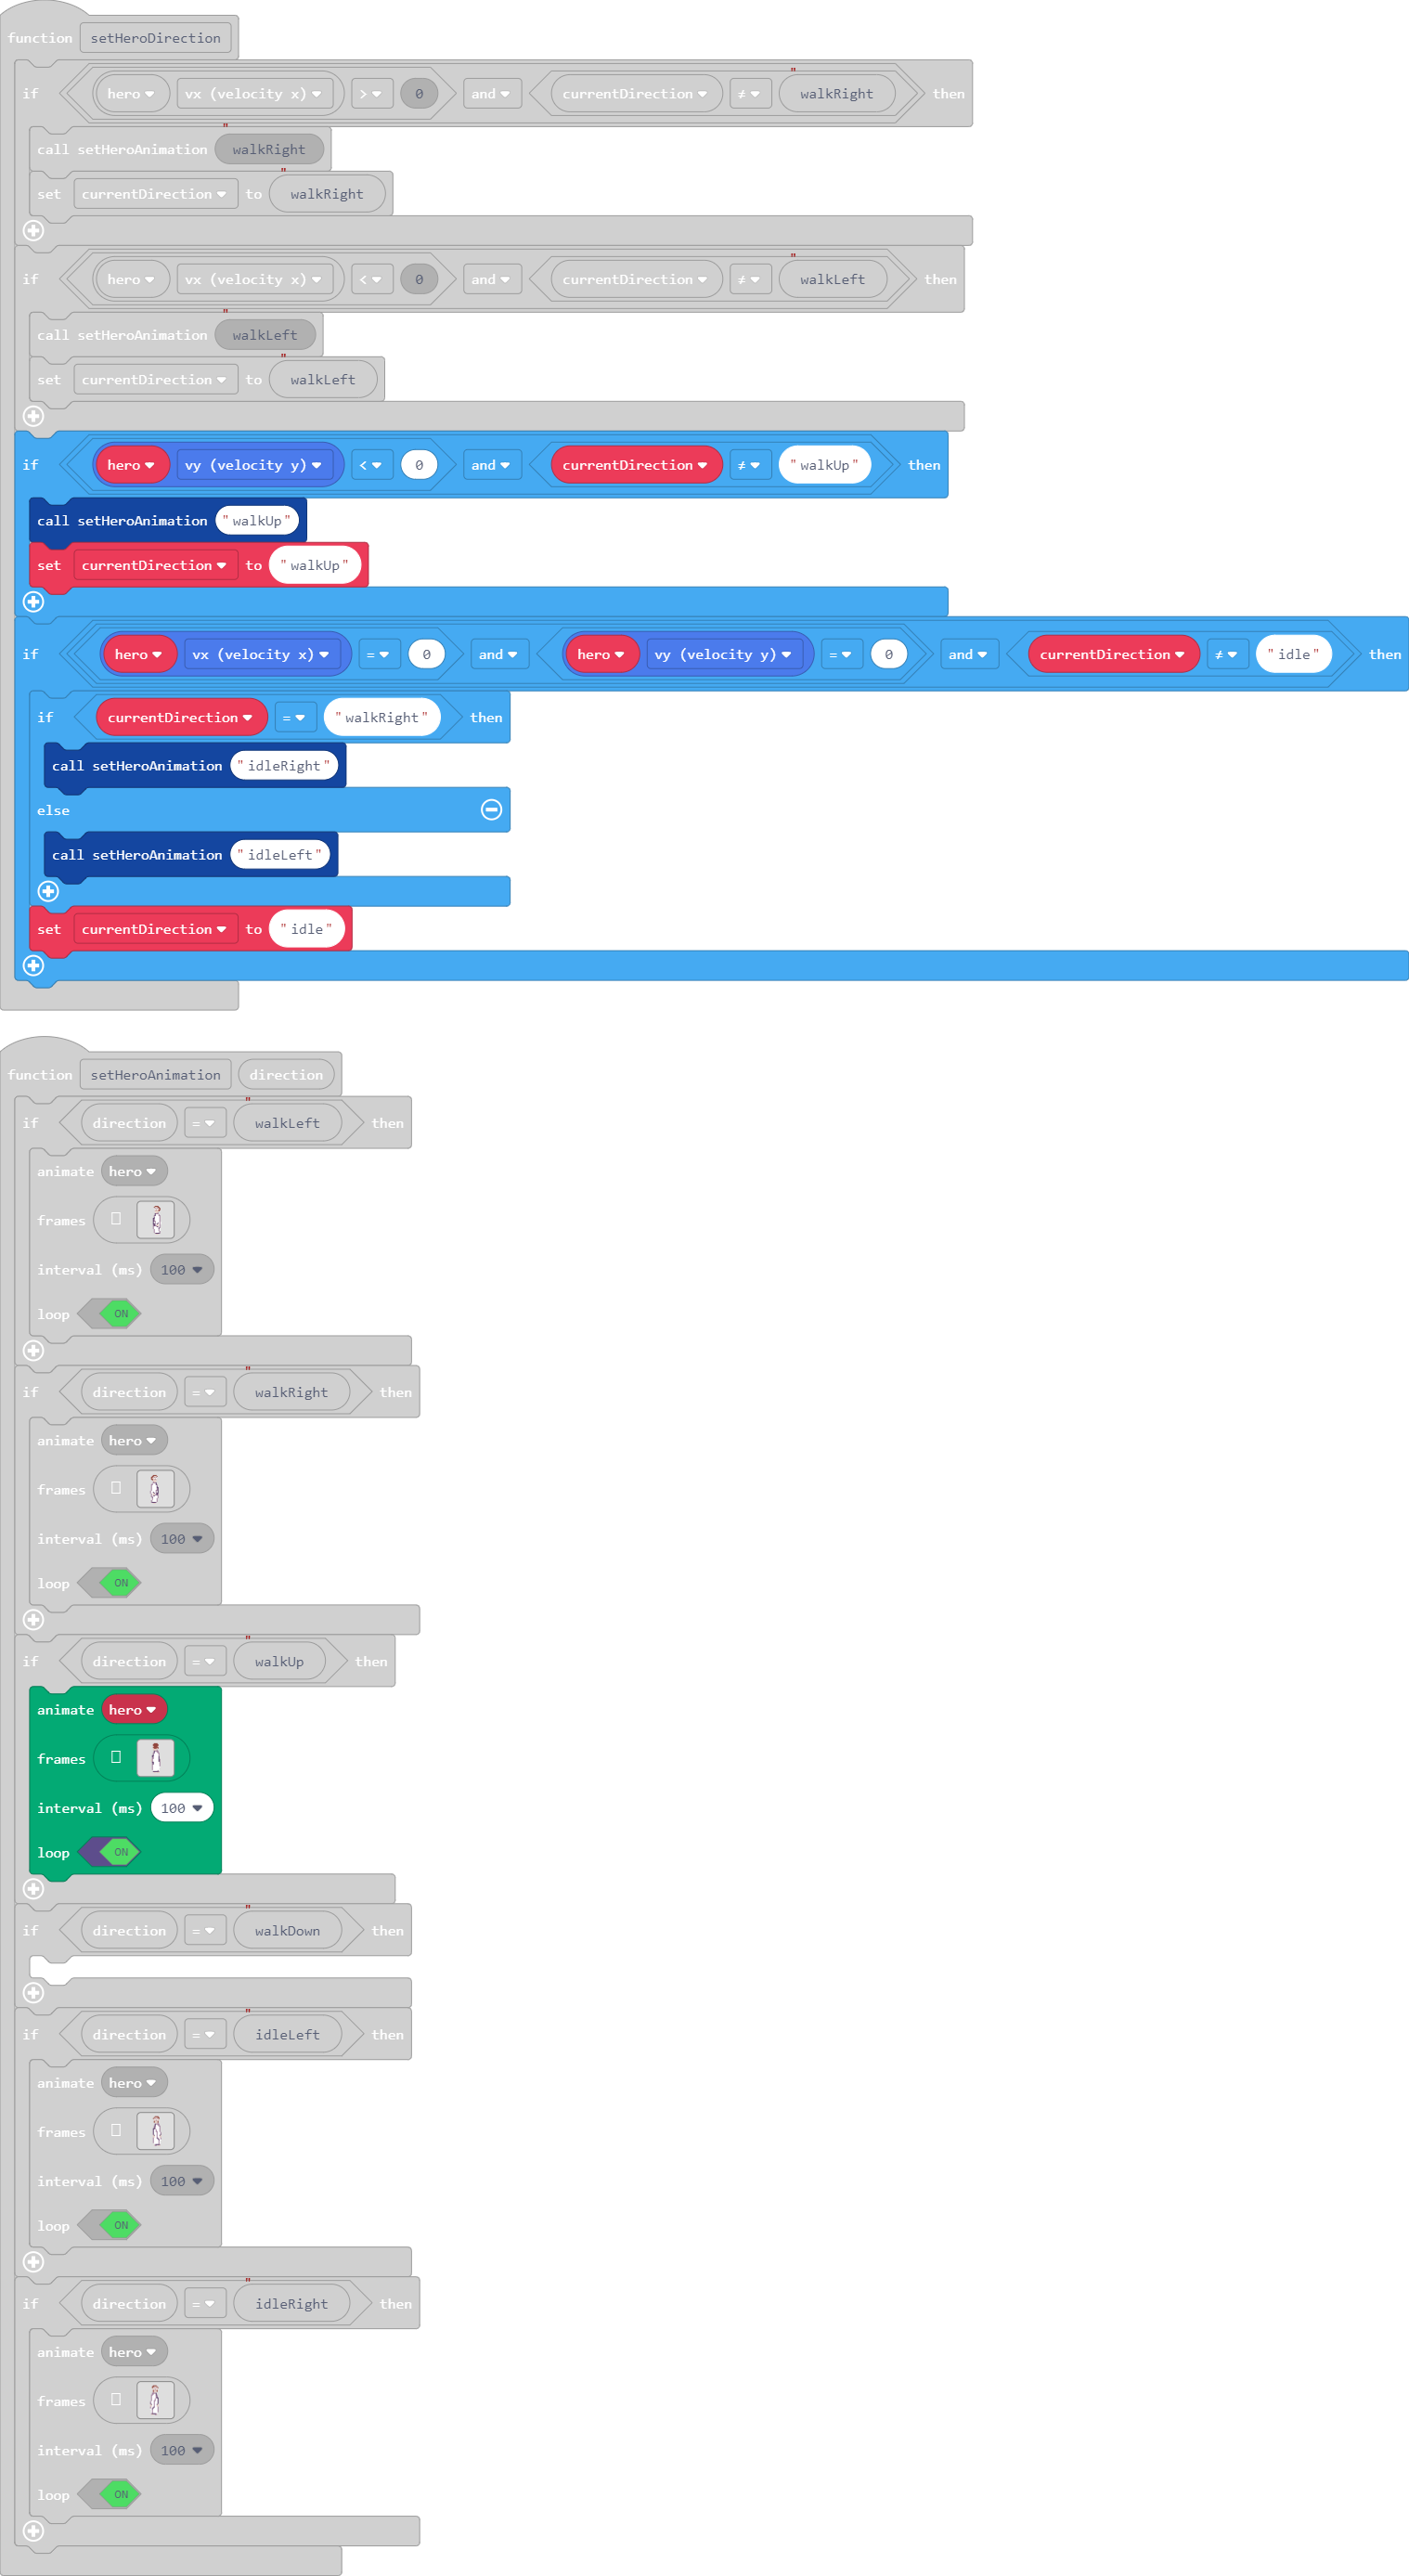 function setHeroDirection
if hero vx (velocity x) > 0 and currentDirection ≠ " walkRight then
call setHeroAnimation " walkRight
set currentDirection to " walkRight
if hero vx (velocity x) < 0 and currentDirection ≠ " walkLeft then
call setHeroAnimation " walkLeft
set currentDirection to " walkLeft
if hero vy (velocity y) < 0 and currentDirection ≠ "walkUp" then
call setHeroAnimation "walkUp"
set currentDirection to "walkUp"
if hero vx (velocity x) = 0 and hero vy (velocity y) = 0 and currentDirection ≠ "idle" then
if currentDirection = "walkRight" then
call setHeroAnimation "idleRight"
else
call setHeroAnimation "idleLeft"
set currentDirection to "idle"
function setHeroAnimation direction
if direction = " walkLeft then
animate hero
frames
interval (ms) 100
loop ON
if direction = " walkRight then
animate hero
frames
interval (ms) 100
loop ON
if direction = " walkUp then
animate hero
frames
interval (ms) 100
loop ON
if direction = " walkDown then
if direction = " idleLeft then
animate hero
frames
interval (ms) 100
loop ON
if direction = " idleRight then
animate hero
frames
interval (ms) 100
loop ON